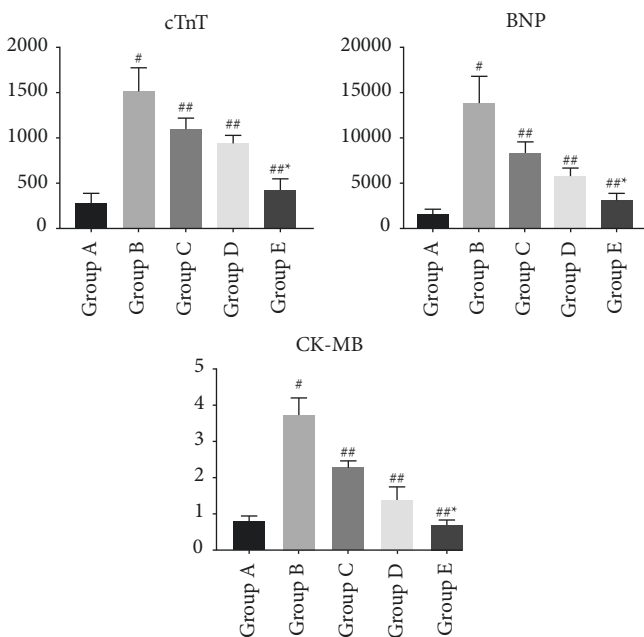 cTnT
2000
1500
1000
500
0
#
##
##
##*
Group A
Group B
Group C
Group D
Group E
BNP
20000
15000
10000
5000
0
#
##
##
##*
Group A
Group B
Group C
Group D
Group E
CK-MB
5
4
3
2
1
0
#
##
##
##*
Group A
Group B
Group C
Group D
Group E